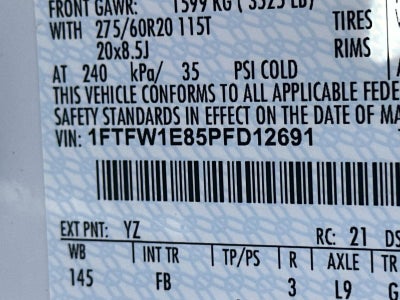 FRONT GAWR: 1599 KG ( 3525 LB)
WITH 275/60R20 115T TIRES
20x8.5J RIMS
AT 240 kPa/ 35 PSI COLD
THIS VEHICLE CONFORMS TO ALL APPLICABLE FEDE
SAFETY STANDARDS IN EFFECT ON THE DATE OF MA
VIN: 1FTFW1E85PFD12691
EXT PNT: YZ RC: 21 DS
WB INT TR TP/PS R AXLE TR
145 FB 3 L9 G